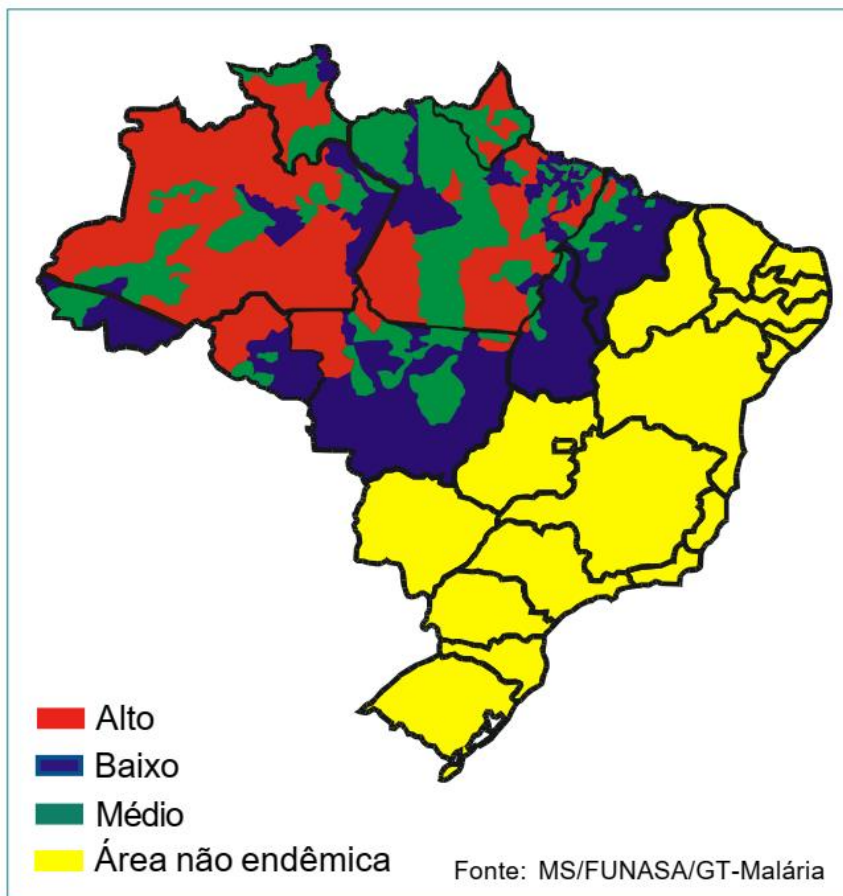 Alto
Baixo
Médio
Área não endêmica
Fonte: MS/FUNASA/GT-Malária